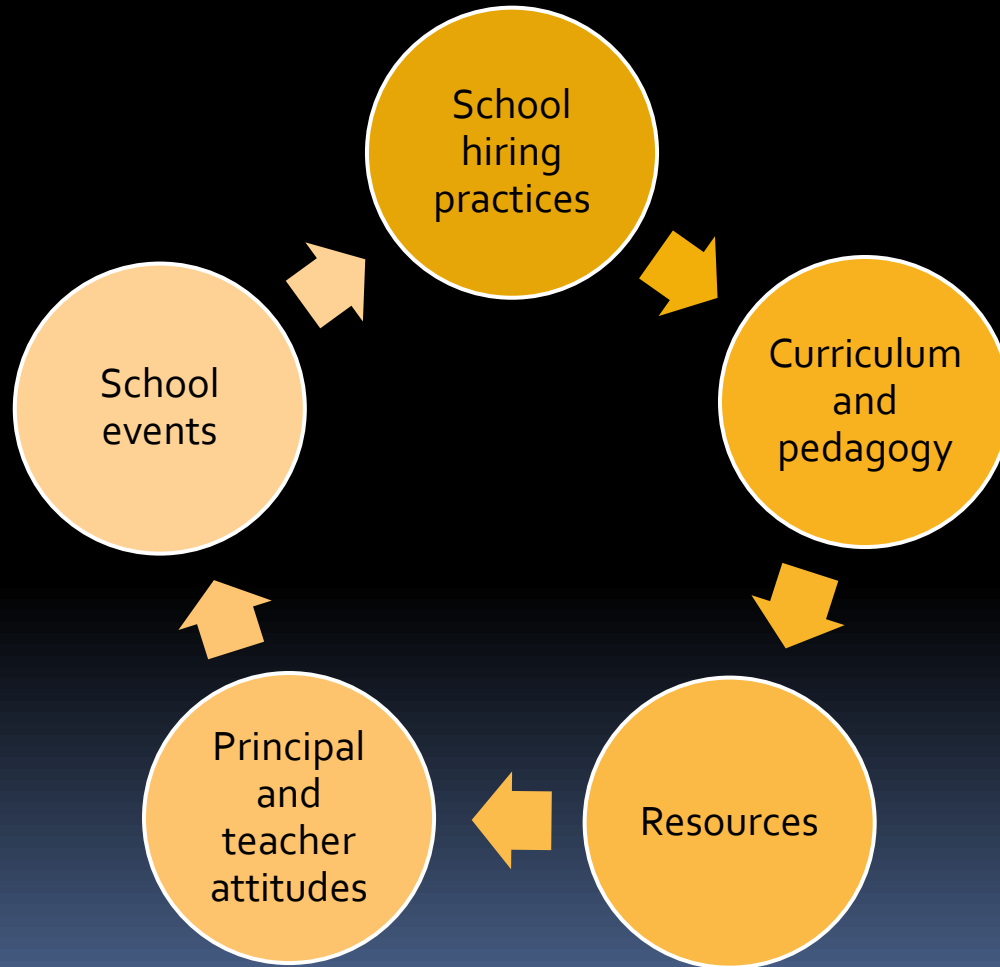 School
hiring
practices
Curriculum
and
pedagogy
Resources
Principal
and
teacher
attitudes
School
events